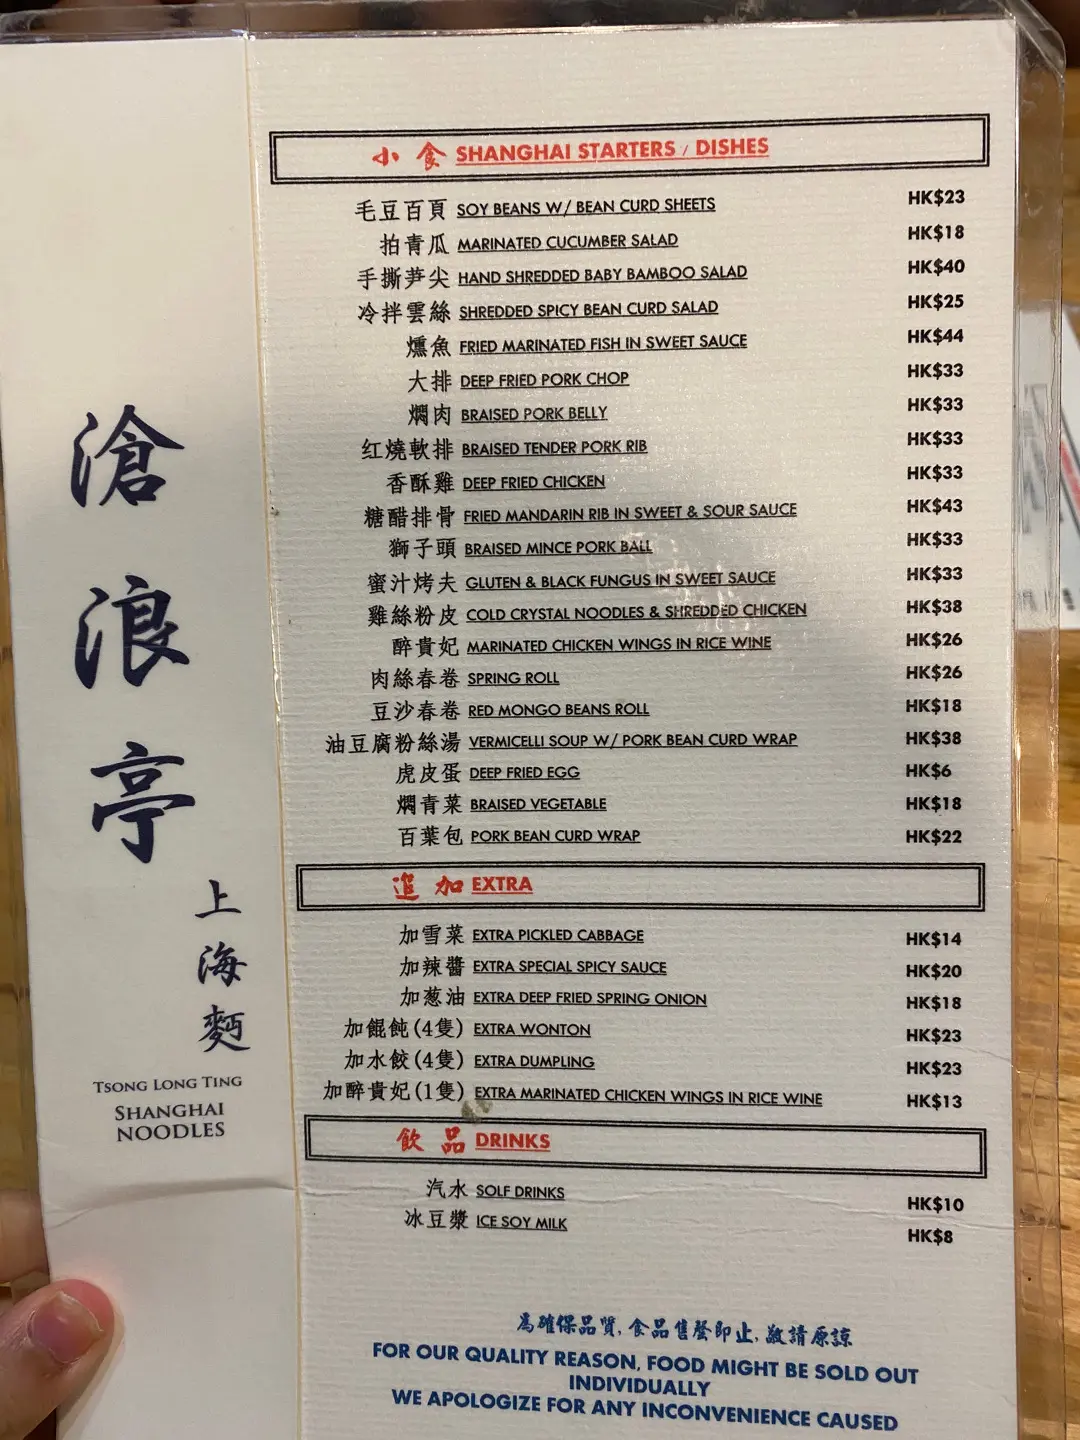 滄浪亭
上海麵
TSONG LONG TING
SHANGHAI
NOODLES
小食 SHANGHAI STARTERS / DISHES
毛豆百頁 SOY BEANS W/ BEAN CURD SHEETS HK$23
拍青瓜 MARINATED CUCUMBER SALAD HK$18
手撕笋尖 HAND SHREDDED BABY BAMBOO SALAD HK$40
冷拌雲絲 SHREDDED SPICY BEAN CURD SALAD HK$25
燻魚 FRIED MARINATED FISH IN SWEET SAUCE HK$44
大排 DEEP FRIED PORK CHOP HK$33
燜肉 BRAISED PORK BELLY HK$33
红燒軟排 BRAISED TENDER PORK RIB HK$33
香酥雞 DEEP FRIED CHICKEN HK$33
糖醋排骨 FRIED MANDARIN RIB IN SWEET & SOUR SAUCE HK$43
獅子頭 BRAISED MINCE PORK BALL HK$33
蜜汁烤夫 GLUTEN & BLACK FUNGUS IN SWEET SAUCE HK$33
雞絲粉皮 COLD CRYSTAL NOODLES & SHREDDED CHICKEN HK$38
醉貴妃 MARINATED CHICKEN WINGS IN RICE WINE HK$26
肉絲春卷 SPRING ROLL HK$26
豆沙春卷 RED MONGO BEANS ROLL HK$18
油豆腐粉絲湯 VERMICELLI SOUP W/ PORK BEAN CURD WRAP HK$38
虎皮蛋 DEEP FRIED EGG HK$6
燜青菜 BRAISED VEGETABLE HK$18
百葉包 PORK BEAN CURD WRAP HK$22
追加 EXTRA
加雪菜 EXTRA PICKLED CABBAGE HK$14
加辣醬 EXTRA SPECIAL SPICY SAUCE HK$20
加葱油 EXTRA DEEP FRIED SPRING ONION HK$18
加餛飩(4隻) EXTRA WONTON HK$23
加水餃(4隻) EXTRA DUMPLING HK$23
加醉貴妃(1隻) EXTRA MARINATED CHICKEN WINGS IN RICE WINE HK$13
飲品 DRINKS
汽水 SOLF DRINKS HK$10
冰豆漿 ICE SOY MILK HK$8
爲確保品質, 食品售罄即止, 敬請原諒
FOR OUR QUALITY REASON, FOOD MIGHT BE SOLD OUT
INDIVIDUALLY
WE APOLOGIZE FOR ANY INCONVENIENCE CAUSED